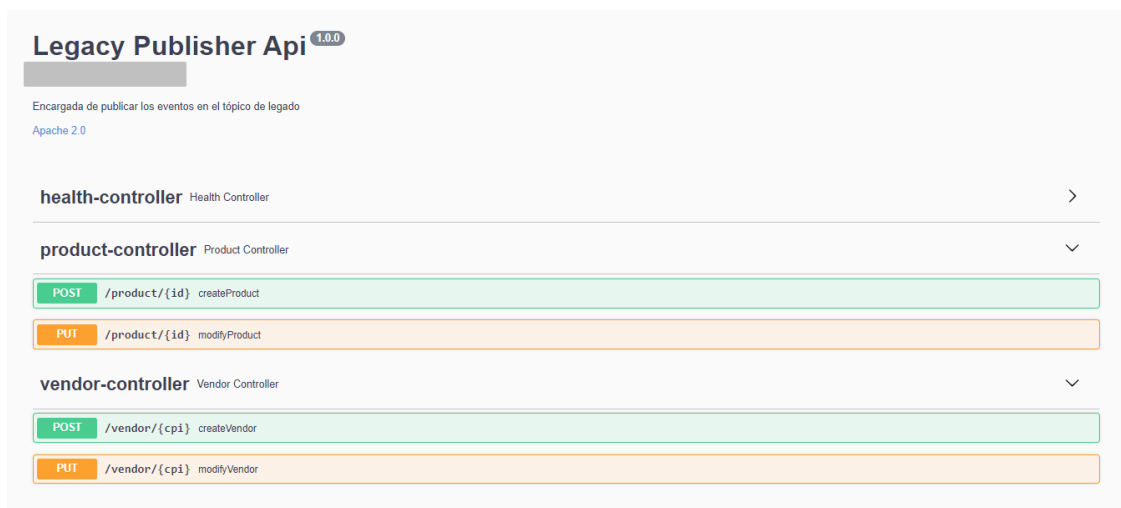 Legacy Publisher Api 1.0.0
Encargada de publicar los eventos en el tópico de legado
Apache 2.0
health-controller Health Controller
product-controller Product Controller
POST /product/{id} createProduct
PUT /product/{id} modifyProduct
vendor-controller Vendor Controller
POST /vendor/{cpi} createVendor
PUT /vendor/{cpi} modifyVendor